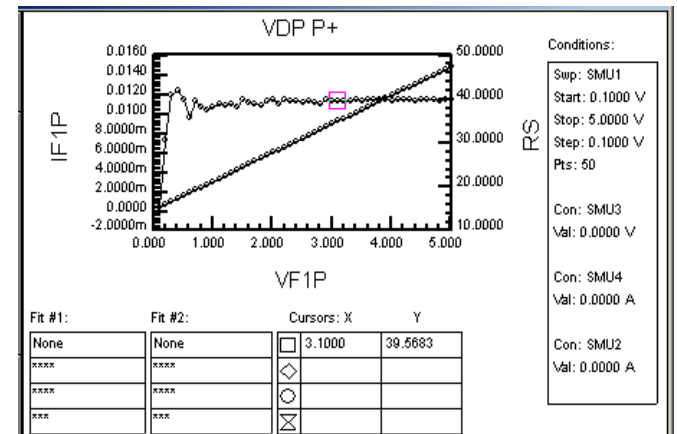 VDP P+
0.0160
0.0140
0.0120
0.0100
8.0000m
6.0000m
4.0000m
2.0000m
0.0000
-2.0000m
IF1P
50.0000
40.0000
30.0000
20.0000
10.0000
RS
0.000 1.000 2.000 3.000 4.000 5.000
VF1P
Conditions:
Swp: SMU1
Start: 0.1000 V
Stop: 5.0000 V
Step: 0.1000 V
Pts: 50
Con: SMU3
Val: 0.0000 V
Con: SMU4
Val: 0.0000 A
Con: SMU2
Val: 0.0000 A
Fit #1: Fit #2: Cursors: X Y
None None 3.1000 39.5683
**** ****
**** ****
*** ***